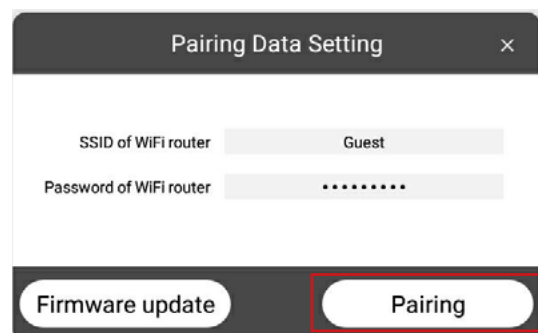 Pairing Data Setting ×
SSID of WiFi router Guest
Password of WiFi router •••••••••
Firmware update Pairing